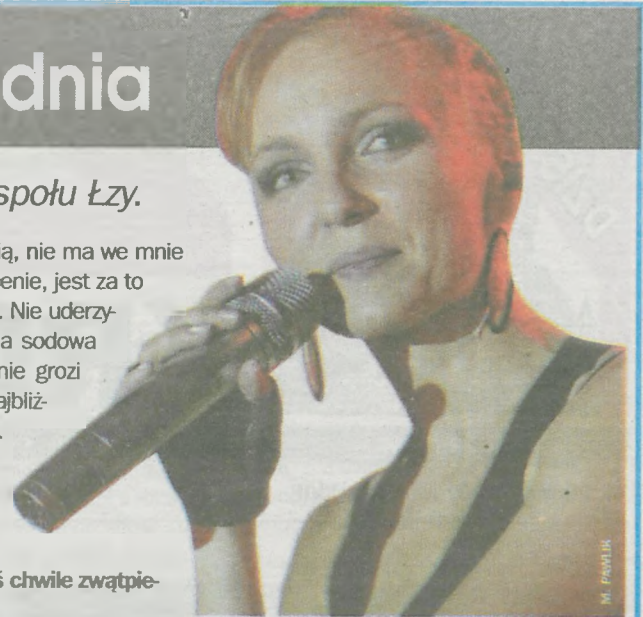 dnia
społu Łzy.
ią, nie ma we mnie
enie, jest za to
. Nie uderzy-
a sodowa
nie grozi
ajbliż-
.
ś chwile zwątpie-
M. PAWLIK